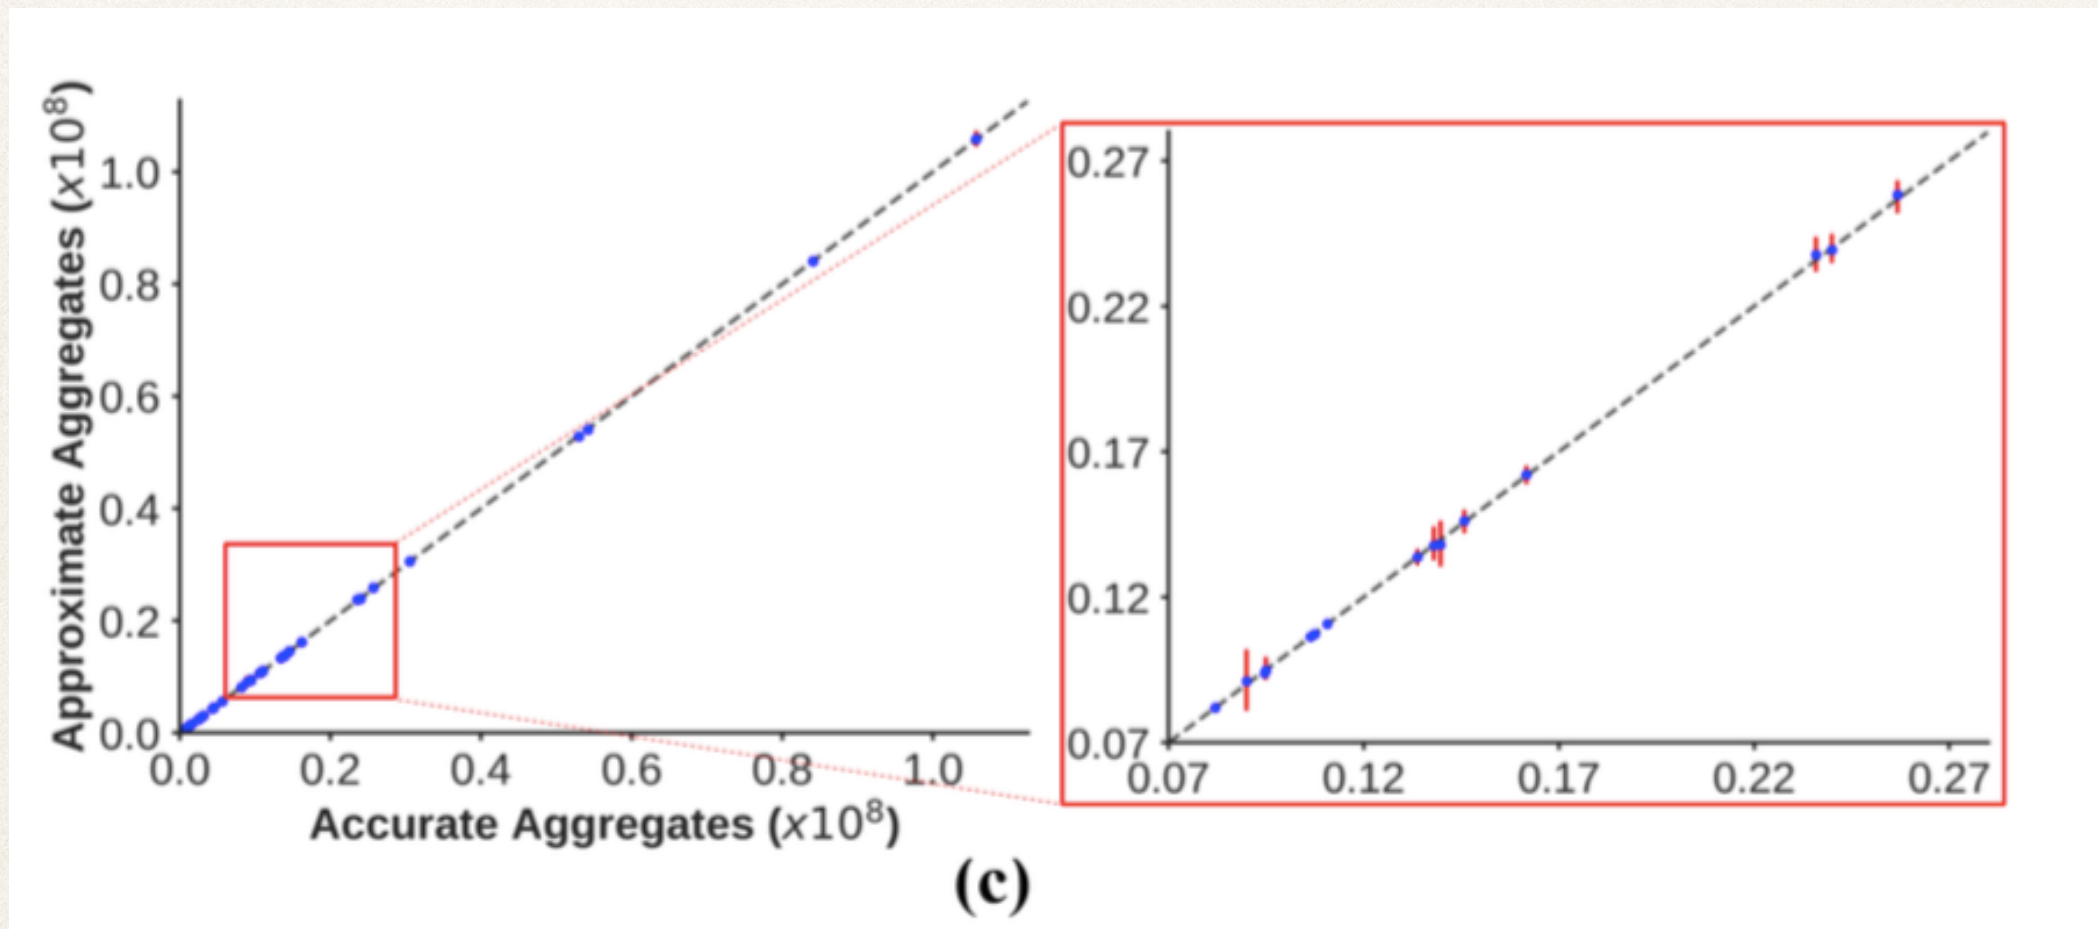 Approximate Aggregates (x10⁸)
1.0
0.8
0.6
0.4
0.2
0.0
0.0 0.2 0.4 0.6 0.8 1.0
Accurate Aggregates (x10⁸)
0.27
0.22
0.17
0.12
0.07
0.07 0.12 0.17 0.22 0.27
(c)